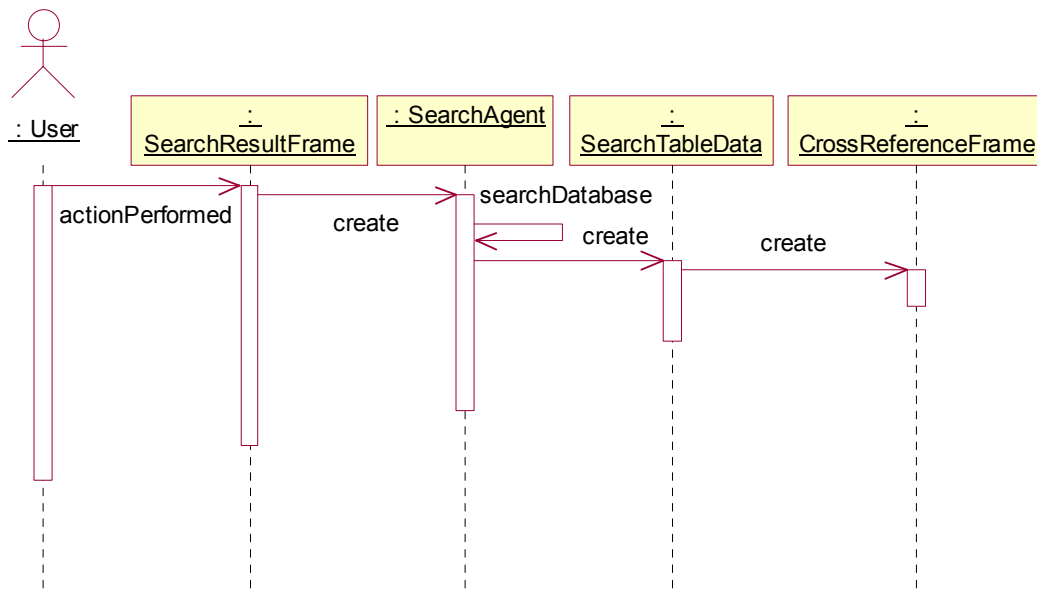 : User
:
SearchResultFrame
: SearchAgent
:
SearchTableData
:
CrossReferenceFrame
actionPerformed
create
searchDatabase
create
create